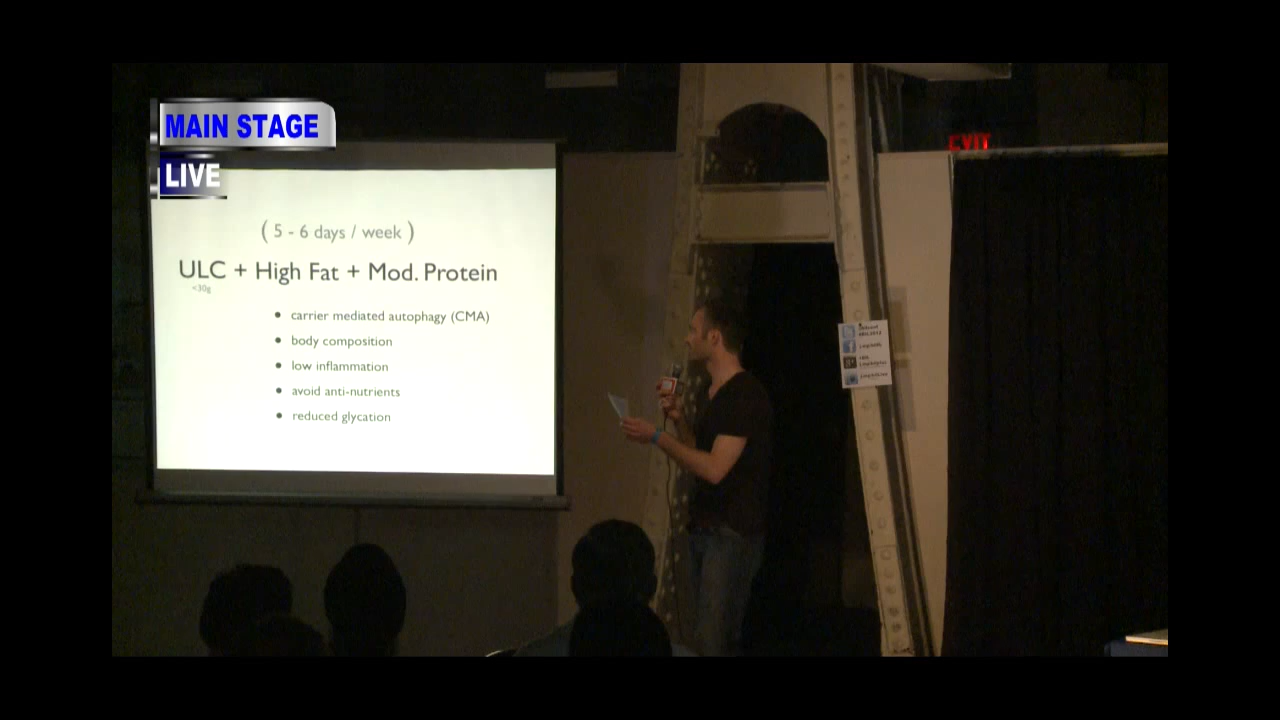 MAIN STAGE
LIVE
( 5 - 6 days / week )
ULC + High Fat + Mod. Protein
<30g
• carrier mediated autophagy (CMA)
• body composition
• low inflammation
• avoid anti-nutrients
• reduced glycation
EXIT